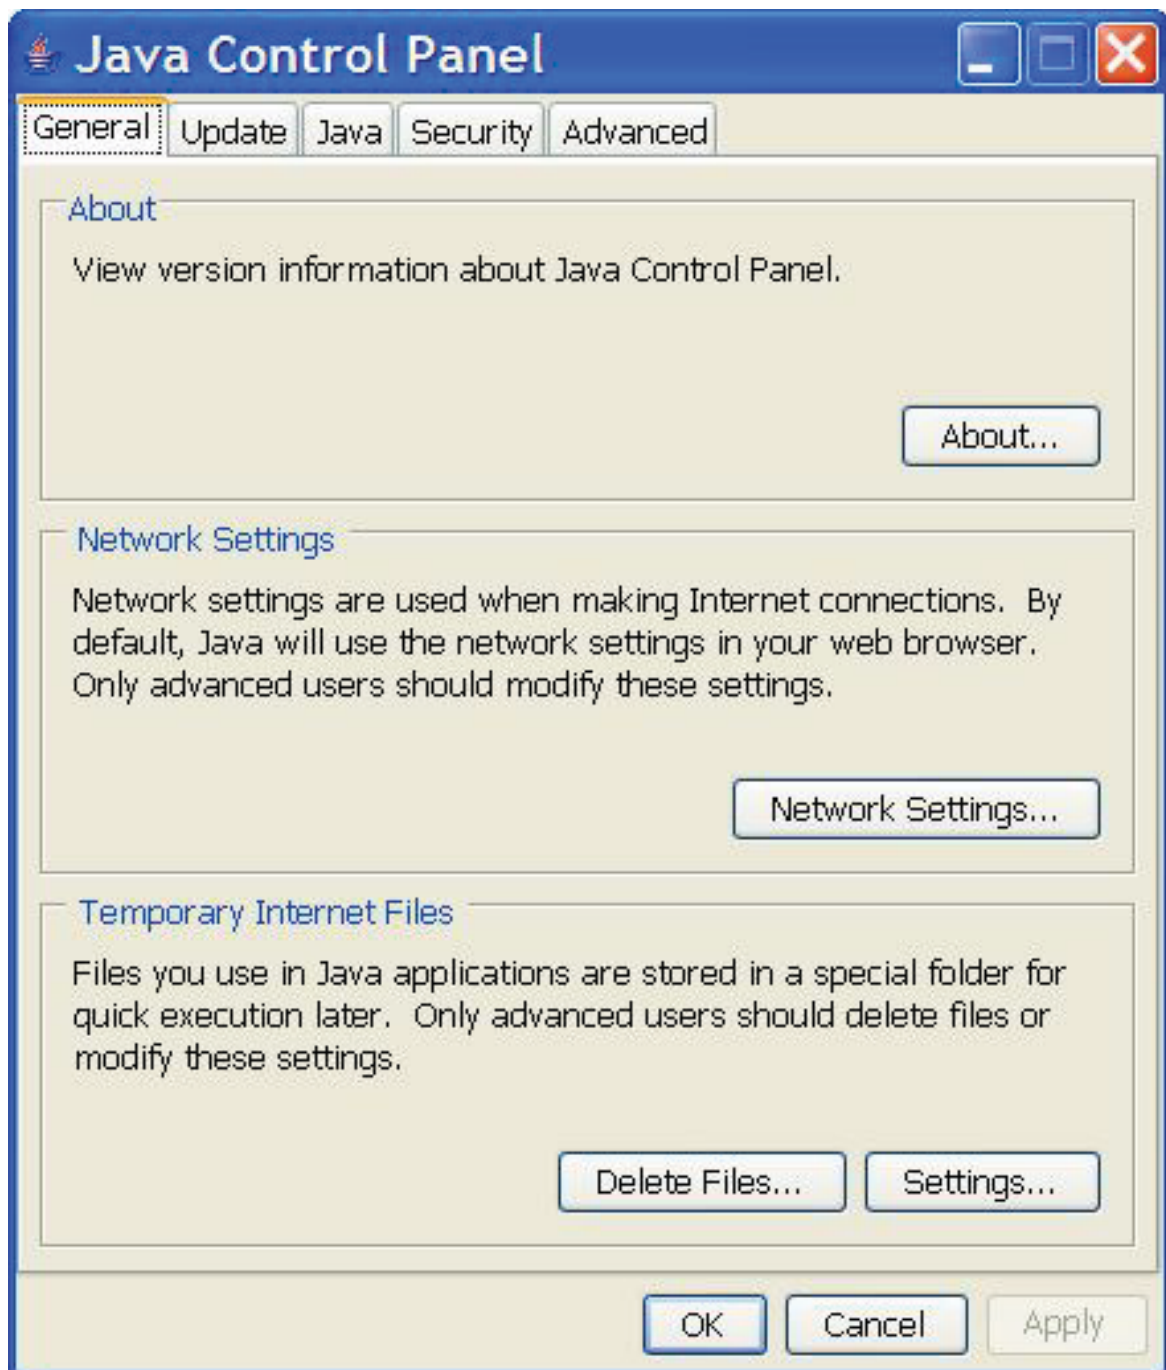 Java Control Panel
General Update Java Security Advanced
About
View version information about Java Control Panel.
About...
Network Settings
Network settings are used when making Internet connections.  By
default, Java will use the network settings in your web browser.
Only advanced users should modify these settings.
Network Settings...
Temporary Internet Files
Files you use in Java applications are stored in a special folder for
quick execution later.  Only advanced users should delete files or
modify these settings.
Delete Files... Settings...
OK Cancel Apply